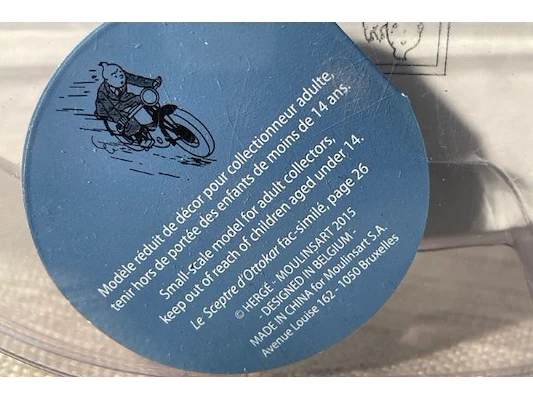 Modèle réduit de décor pour collectionneur adulte,
tenir hors de portée des enfants de moins de 14 ans.
Small-scale model for adult collectors,
keep out of reach of children aged under 14.
Le Sceptre d'Ottokar fac-similé, page 26
© HERGÉ - MOULINSART 2015
- DESIGNED IN BELGIUM -
MADE IN CHINA for Moulinsart S.A.
Avenue Louise 162 - 1050 Bruxelles